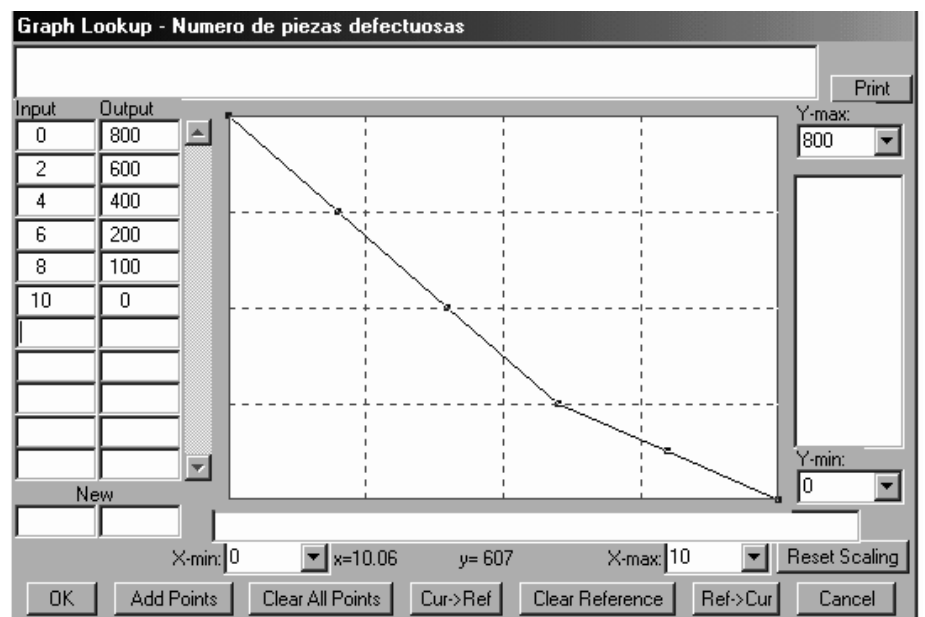 Graph Lookup - Numero de piezas defectuosas
Print
Input Output
Y-max:
0 800
800
2 600
4 400
6 200
8 100
10 0
Y-min:
0
New
X-min: 0 x=10.06 y= 607 X-max: 10 Reset Scaling
OK Add Points Clear All Points Cur->Ref Clear Reference Ref->Cur Cancel